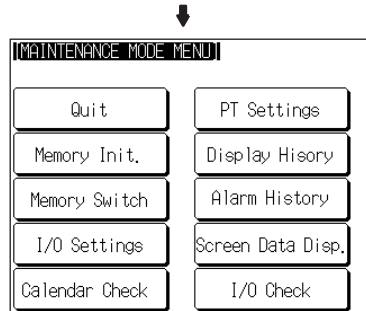 [MAINTENANCE MODE MENU]
Quit
PT Settings
Memory Init.
Display Hisory
Memory Switch
Alarm History
I/O Settings
Screen Data Disp.
Calendar Check
I/O Check